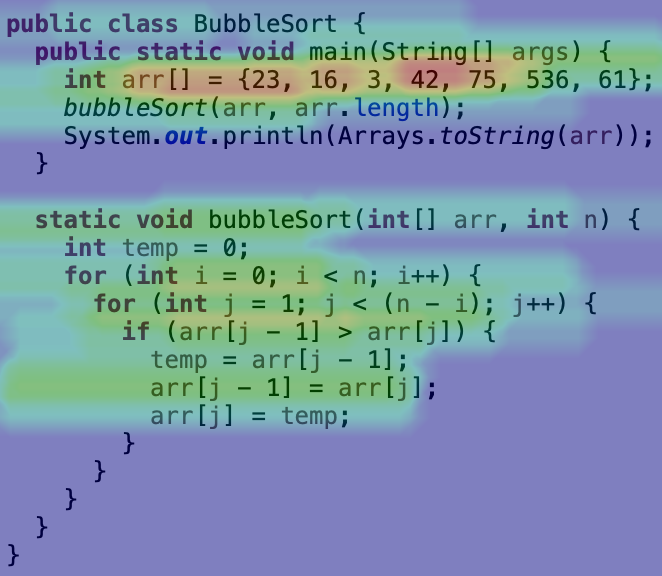 public class BubbleSort {
public static void main(String[] args) {
int arr[] = {23, 16, 3, 42, 75, 536, 61};
bubbleSort(arr, arr.length);
System.out.println(Arrays.toString(arr));
}
static void bubbleSort(int[] arr, int n) {
int temp = 0;
for (int i = 0; i < n; i++) {
for (int j = 1; j < (n - i); j++) {
if (arr[j - 1] > arr[j]) {
temp = arr[j - 1];
arr[j - 1] = arr[j];
arr[j] = temp;
}
}
}
}
}